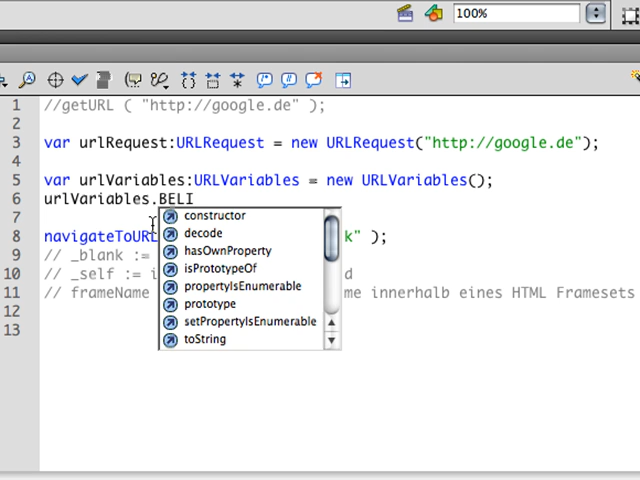 100%
1 //getURL ( "http://google.de" );
2
3 var urlRequest:URLRequest = new URLRequest("http://google.de");
4
5 var urlVariables:URLVariables = new URLVariables();
6 urlVariables.BELI
7
constructor
decode
hasOwnProperty
isPrototypeOf
propertyIsEnumerable
prototype
setPropertyIsEnumerable
toString
8 navigateToURL k" );
9 // _blank :=
10 // _self := i d
11 // frameName me innerhalb eines HTML Framesets
12
13